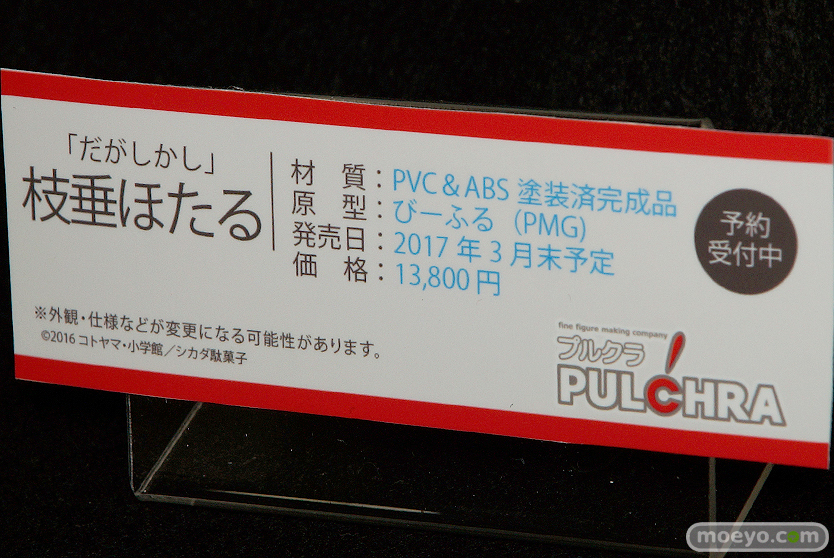 「だがしかし」
枝垂ほたる
材　質：PVC＆ABS 塗装済完成品
原　型：びーふる（PMG）
発売日：2017 年 3 月末予定
価　格：13,800 円
予約
受付中
※外観・仕様などが変更になる可能性があります。
©2016 コトヤマ・小学館／シカダ駄菓子
fine figure making company
プルクラ
PULCHRA
moeyo.com